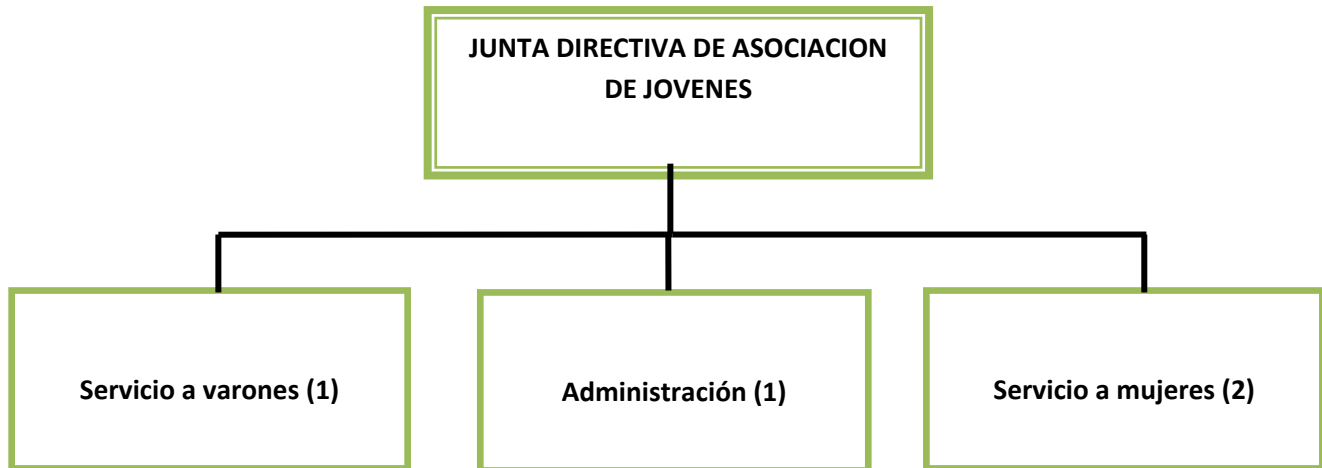 JUNTA DIRECTIVA DE ASOCIACION
DE JOVENES
Servicio a varones (1)
Administración (1)
Servicio a mujeres (2)